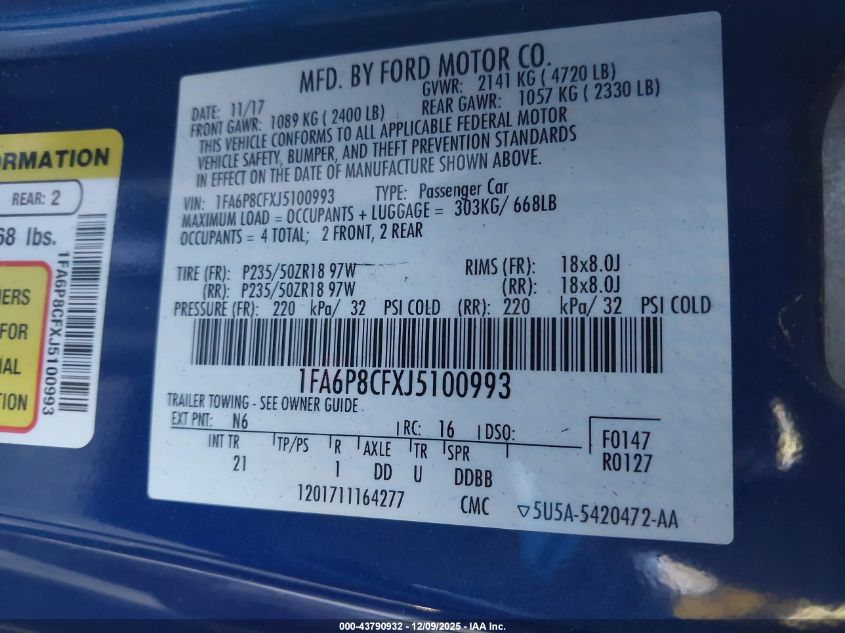 MFD. BY FORD MOTOR CO.
DATE: 11/17
GVWR: 2141 KG ( 4720 LB)
FRONT GAWR: 1089 KG ( 2400 LB)
REAR GAWR: 1057 KG ( 2330 LB)
THIS VEHICLE CONFORMS TO ALL APPLICABLE FEDERAL MOTOR
VEHICLE SAFETY, BUMPER, AND THEFT PREVENTION STANDARDS
IN EFFECT ON THE DATE OF MANUFACTURE SHOWN ABOVE.
VIN: 1FA6P8CFXJ5100993 TYPE: Passenger Car
MAXIMUM LOAD = OCCUPANTS + LUGGAGE = 303KG/ 668LB
OCCUPANTS = 4 TOTAL; 2 FRONT, 2 REAR
TIRE (FR): P235/50ZR18 97W RIMS (FR): 18x8.0J
(RR): P235/50ZR18 97W (RR): 18x8.0J
PRESSURE (FR): 220 kPa/ 32 PSI COLD (RR): 220 kPa/ 32 PSI COLD
1FA6P8CFXJ5100993
TRAILER TOWING - SEE OWNER GUIDE
EXT PNT: N6 RC: 16 DSO:
INT TR TP/PS R AXLE TR SPR
21 1 DD U DDBB
F0147
R0127
1201711164277 CMC ▽5U5A-5420472-AA
ORMATION
REAR: 2
68 lbs.
1FA6P8CFXJ5100993
NERS
FOR
NAL
TION
000-43790932 - 12/09/2025 - IAA Inc.